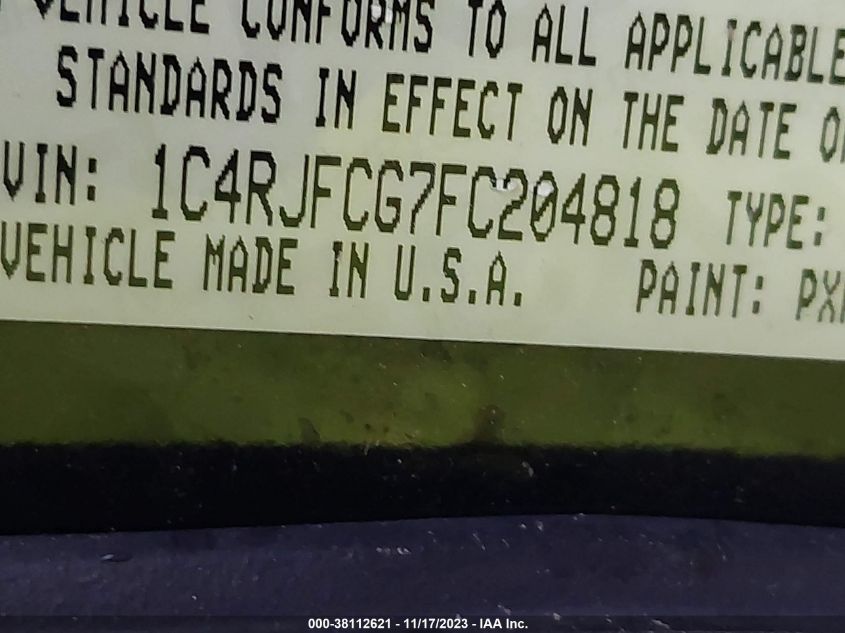 VEHICLE CONFORMS TO ALL APPLICABLE
STANDARDS IN EFFECT ON THE DATE
VIN: 1C4RJFCG7FC204818 TYPE:
VEHICLE MADE IN U.S.A. PAINT:
000-38112621 - 11/17/2023 - IAA Inc.